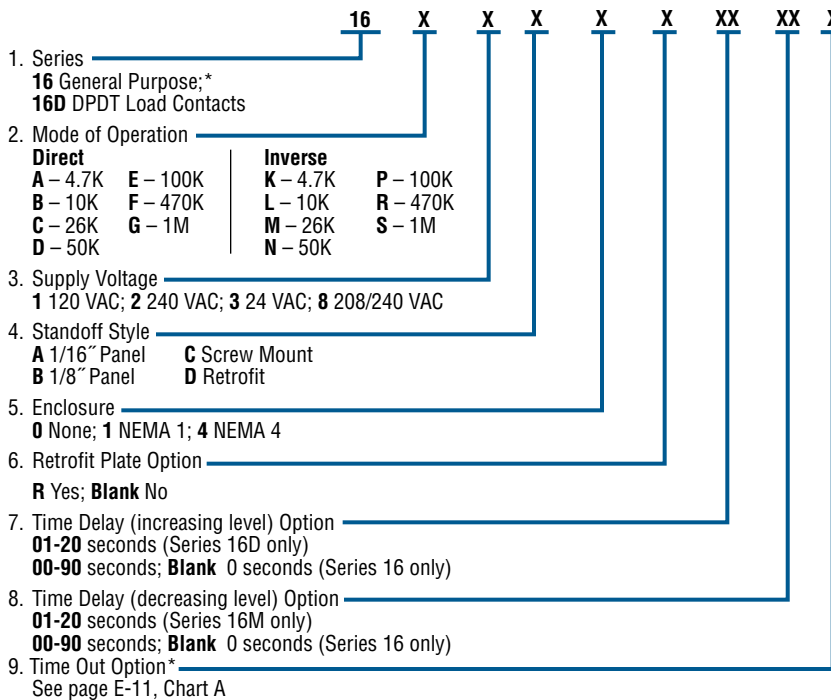 16 X X X X X XX XX X
1. Series
16 General Purpose;*
16D DPDT Load Contacts
2. Mode of Operation
Direct Inverse
A – 4.7K E – 100K K – 4.7K P – 100K
B – 10K F – 470K L – 10K R – 470K
C – 26K G – 1M M – 26K S – 1M
D – 50K N – 50K
3. Supply Voltage
1 120 VAC; 2 240 VAC; 3 24 VAC; 8 208/240 VAC
4. Standoff Style
A 1/16˝ Panel C Screw Mount
B 1/8˝ Panel D Retrofit
5. Enclosure
0 None; 1 NEMA 1; 4 NEMA 4
6. Retrofit Plate Option
R Yes; Blank No
7. Time Delay (increasing level) Option
01-20 seconds (Series 16D only)
00-90 seconds; Blank 0 seconds (Series 16 only)
8. Time Delay (decreasing level) Option
01-20 seconds (Series 16M only)
00-90 seconds; Blank 0 seconds (Series 16 only)
9. Time Out Option*
See page E-11, Chart A